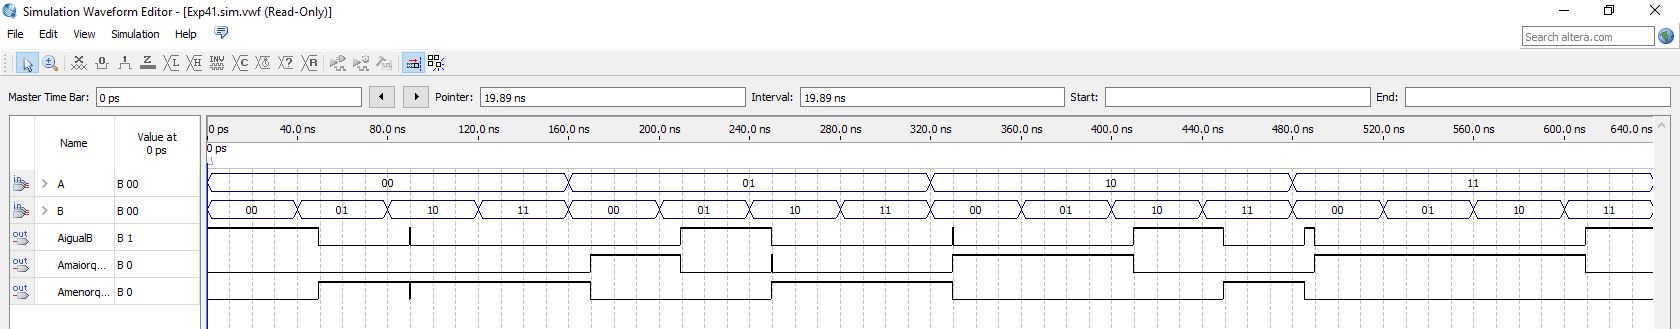 Simulation Waveform Editor - [Exp41.sim.vwf (Read-Only)]
File Edit View Simulation Help
Search altera.com
Master Time Bar: 0 ps Pointer: 19.89 ns Interval: 19.89 ns Start: End:
Name Value at 0 ps
0 ps 40.0 ns 80.0 ns 120.0 ns 160.0 ns 200.0 ns 240.0 ns 280.0 ns 320.0 ns 360.0 ns 400.0 ns 440.0 ns 480.0 ns 520.0 ns 560.0 ns 600.0 ns 640.0 ns
0 ps
in A B 00 00 01 10 11
in B B 00 00 01 10 11 00 01 10 11 00 01 10 11 00 01 10 11
out AigualB B 1
out Amaiorq... B 0
out Amenorq... B 0